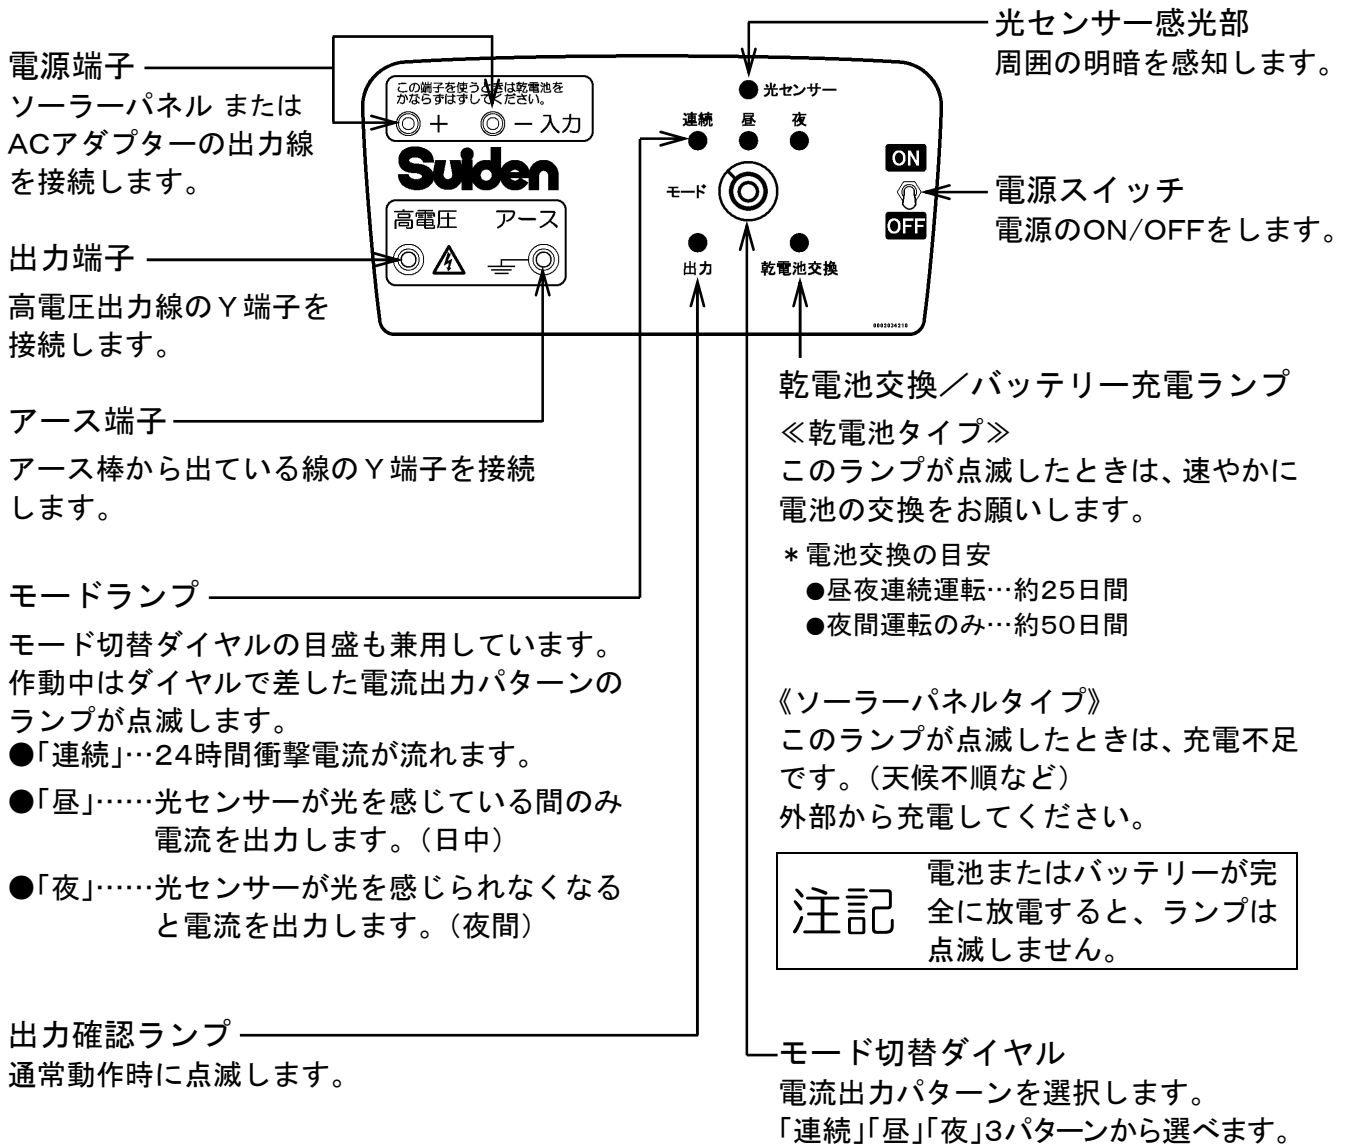 光センサー感光部
周囲の明暗を感知します。
電源端子
ソーラーパネル または
ACアダプターの出力線
を接続します。
この端子を使うときは乾電池を
かならずはずしてください。
＋ － 入力
Suiden
高電圧 アース
光センサー
連続 昼 夜
モード
出力 乾電池交換
ON
OFF
0002034210
電源スイッチ
電源のON/OFFをします。
出力端子
高電圧出力線のY端子を
接続します。
アース端子
アース棒から出ている線のY端子を接続
します。
モードランプ
モード切替ダイヤルの目盛も兼用しています。
作動中はダイヤルで差した電流出力パターンの
ランプが点滅します。
●「連続」…24時間衝撃電流が流れます。
●「昼」……光センサーが光を感じている間のみ
電流を出力します。（日中）
●「夜」……光センサーが光を感じられなくなる
と電流を出力します。（夜間）
出力確認ランプ
通常動作時に点滅します。
乾電池交換／バッテリー充電ランプ
≪乾電池タイプ≫
このランプが点滅したときは、速やかに
電池の交換をお願いします。
＊電池交換の目安
●昼夜連続運転…約25日間
●夜間運転のみ…約50日間
《ソーラーパネルタイプ》
このランプが点滅したときは、充電不足
です。（天候不順など）
外部から充電してください。
注記
電池またはバッテリーが完
全に放電すると、ランプは
点滅しません。
モード切替ダイヤル
電流出力パターンを選択します。
「連続」「昼」「夜」3パターンから選べます。